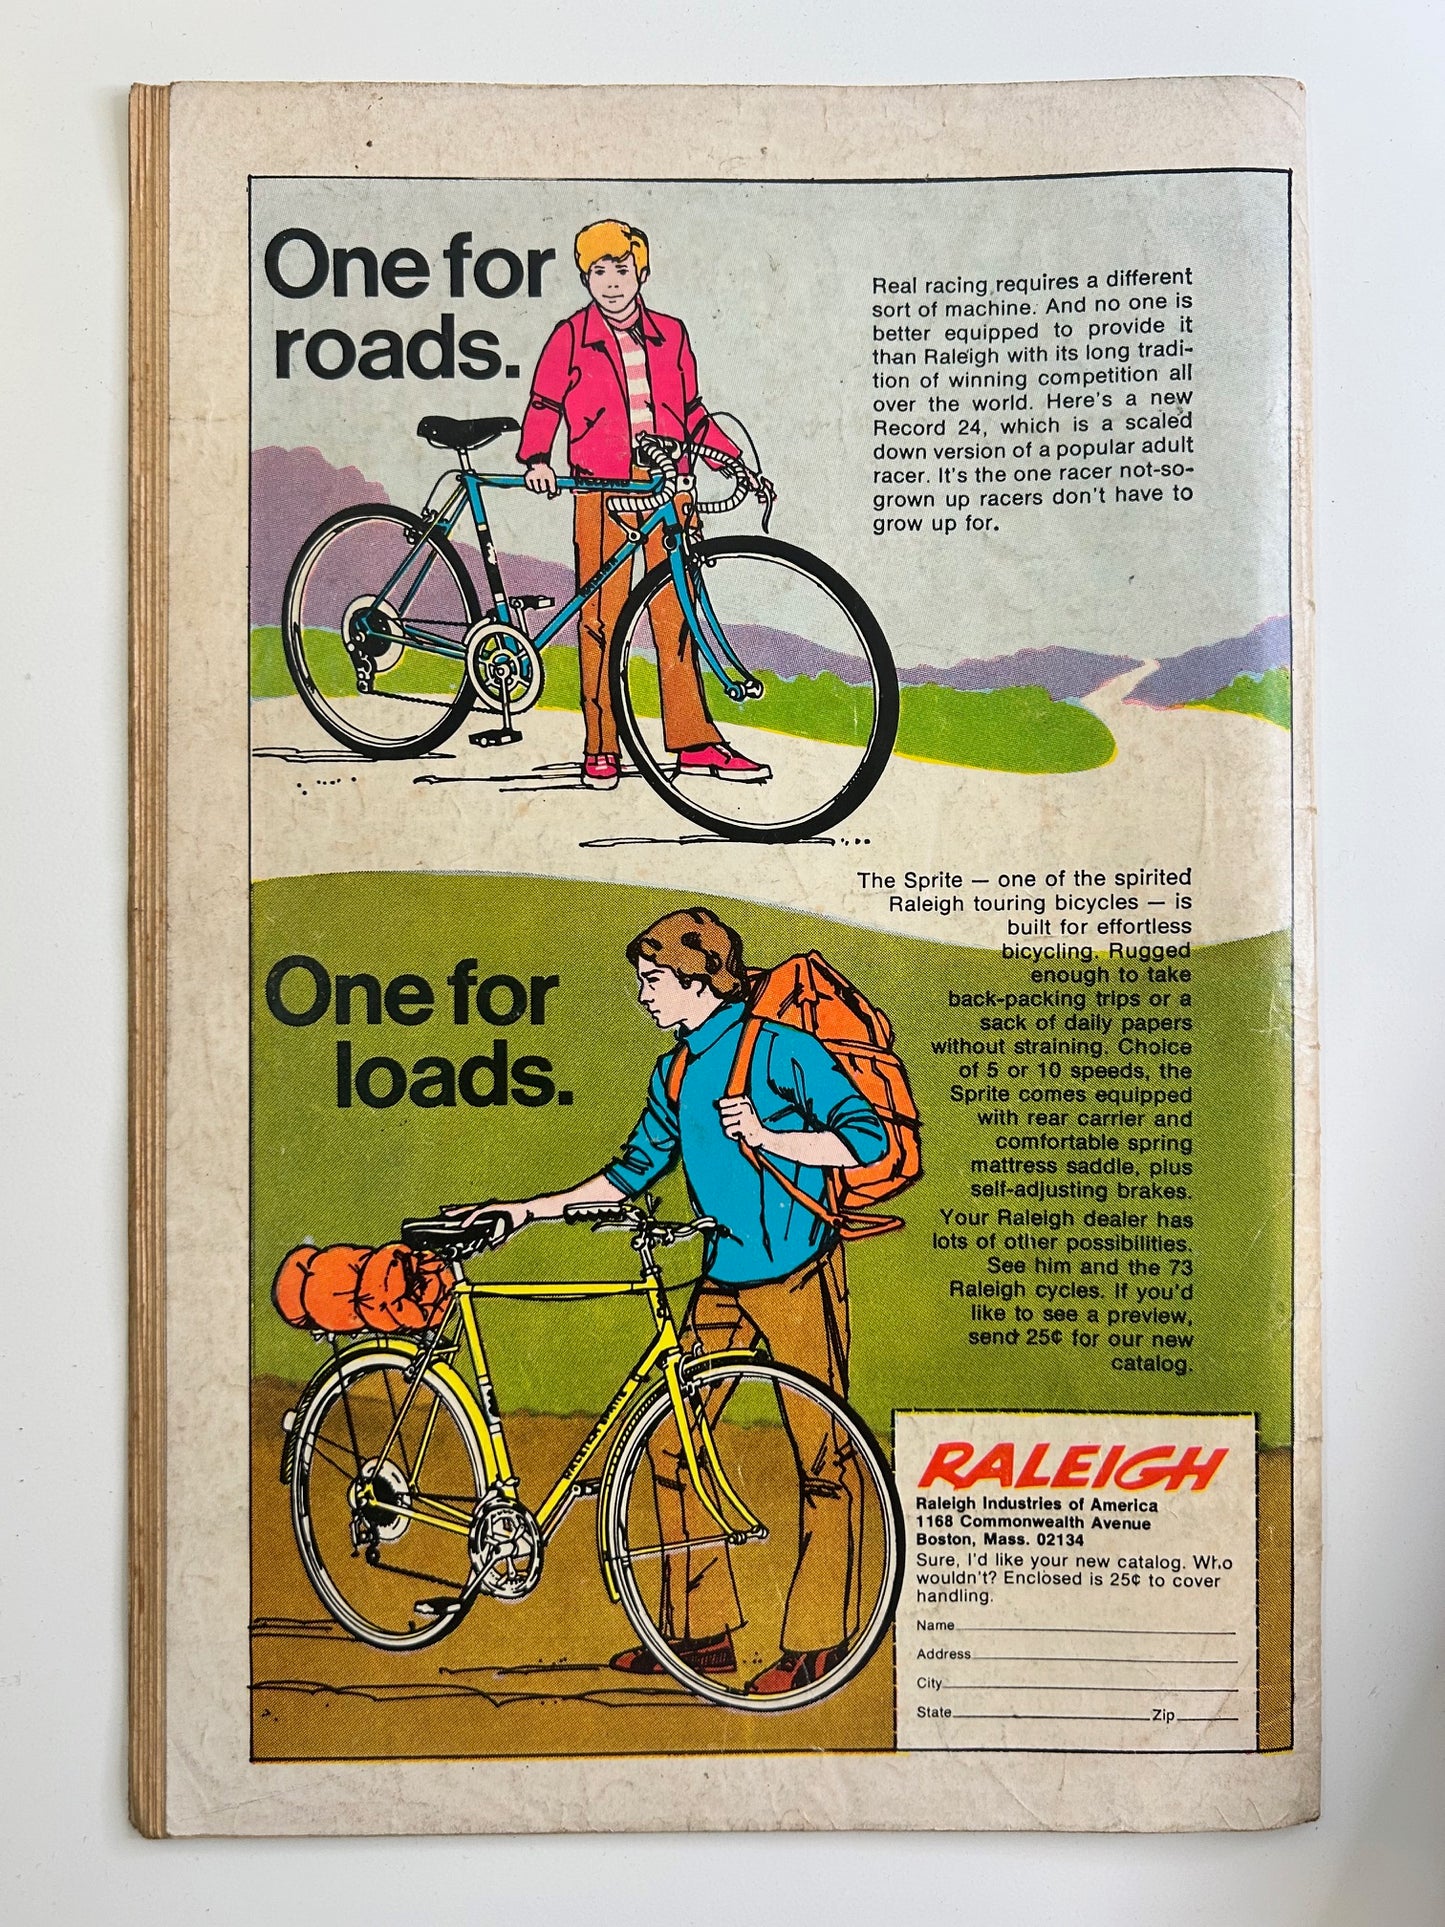 One for
roads.
Real racing requires a different
sort of machine. And no one is
better equipped to provide it
than Raleigh with its long tradi-
tion of winning competition all
over the world. Here's a new
Record 24, which is a scaled
down version of a popular adult
racer. It's the one racer not-so-
grown up racers don't have to
grow up for.
The Sprite — one of the spirited
Raleigh touring bicycles — is
built for effortless
bicycling. Rugged
enough to take
back-packing trips or a
sack of daily papers
without straining. Choice
of 5 or 10 speeds, the
Sprite comes equipped
with rear carrier and
comfortable spring
mattress saddle, plus
self-adjusting brakes.
Your Raleigh dealer has
lots of other possibilities.
See him and the 73
Raleigh cycles. If you'd
like to see a preview,
send 25¢ for our new
catalog.
One for
loads.
RALEIGH
Raleigh Industries of America
1168 Commonwealth Avenue
Boston, Mass. 02134
Sure, I'd like your new catalog. Who
wouldn't? Enclosed is 25¢ to cover
handling.
Name
Address
City
State Zip